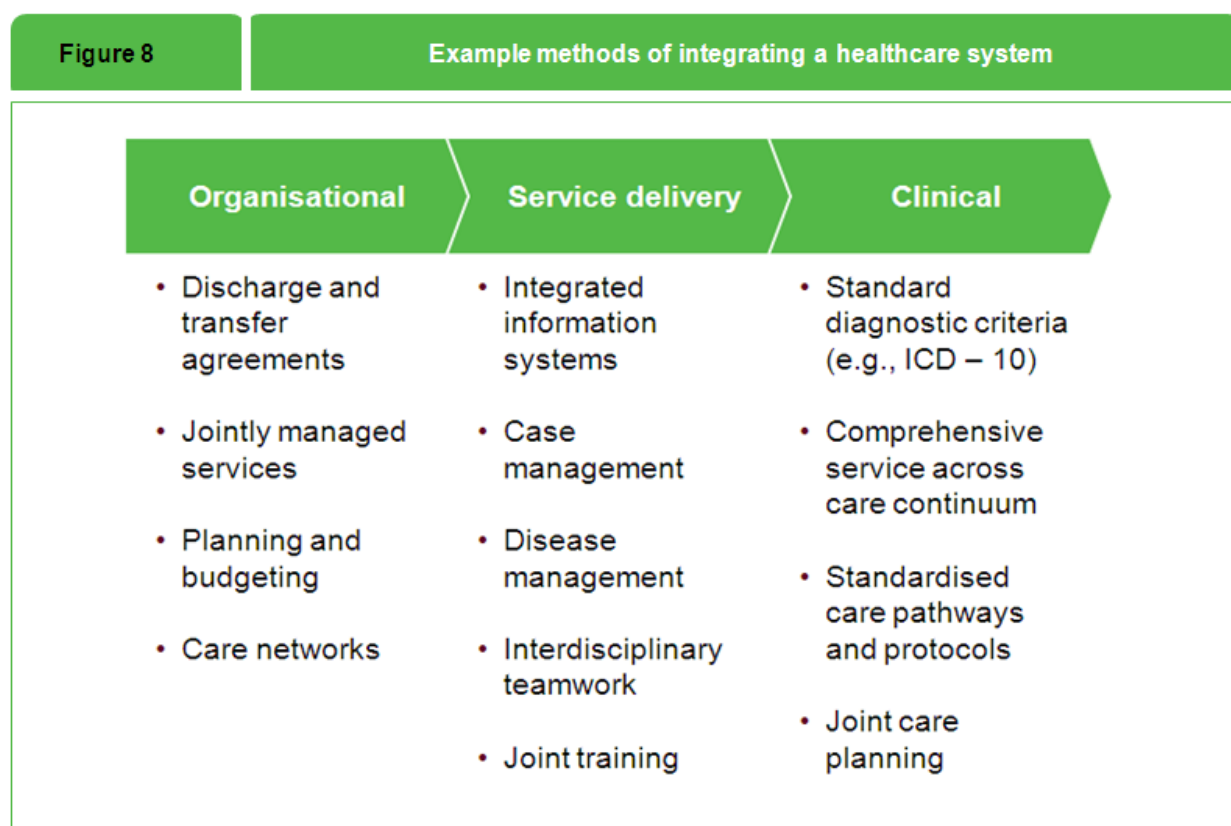 Figure 8
Example methods of integrating a healthcare system
Organisational
Service delivery
Clinical
• Discharge and
transfer
agreements
• Jointly managed
services
• Planning and
budgeting
• Care networks
• Integrated
information
systems
• Case
management
• Disease
management
• Interdisciplinary
teamwork
• Joint training
• Standard
diagnostic criteria
(e.g., ICD – 10)
• Comprehensive
service across
care continuum
• Standardised
care pathways
and protocols
• Joint care
planning